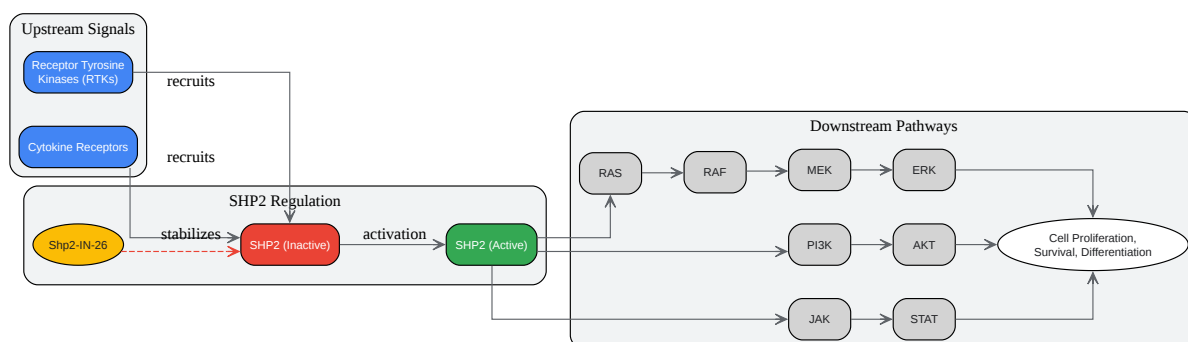 Upstream Signals
Receptor Tyrosine
Kinases (RTKs)
recruits
Cytokine Receptors
recruits
SHP2 Regulation
Shp2-IN-26
stabilizes
SHP2 (Inactive)
activation
SHP2 (Active)
Downstream Pathways
RAS
RAF
MEK
ERK
PI3K
AKT
Cell Proliferation,
Survival, Differentiation
JAK
STAT